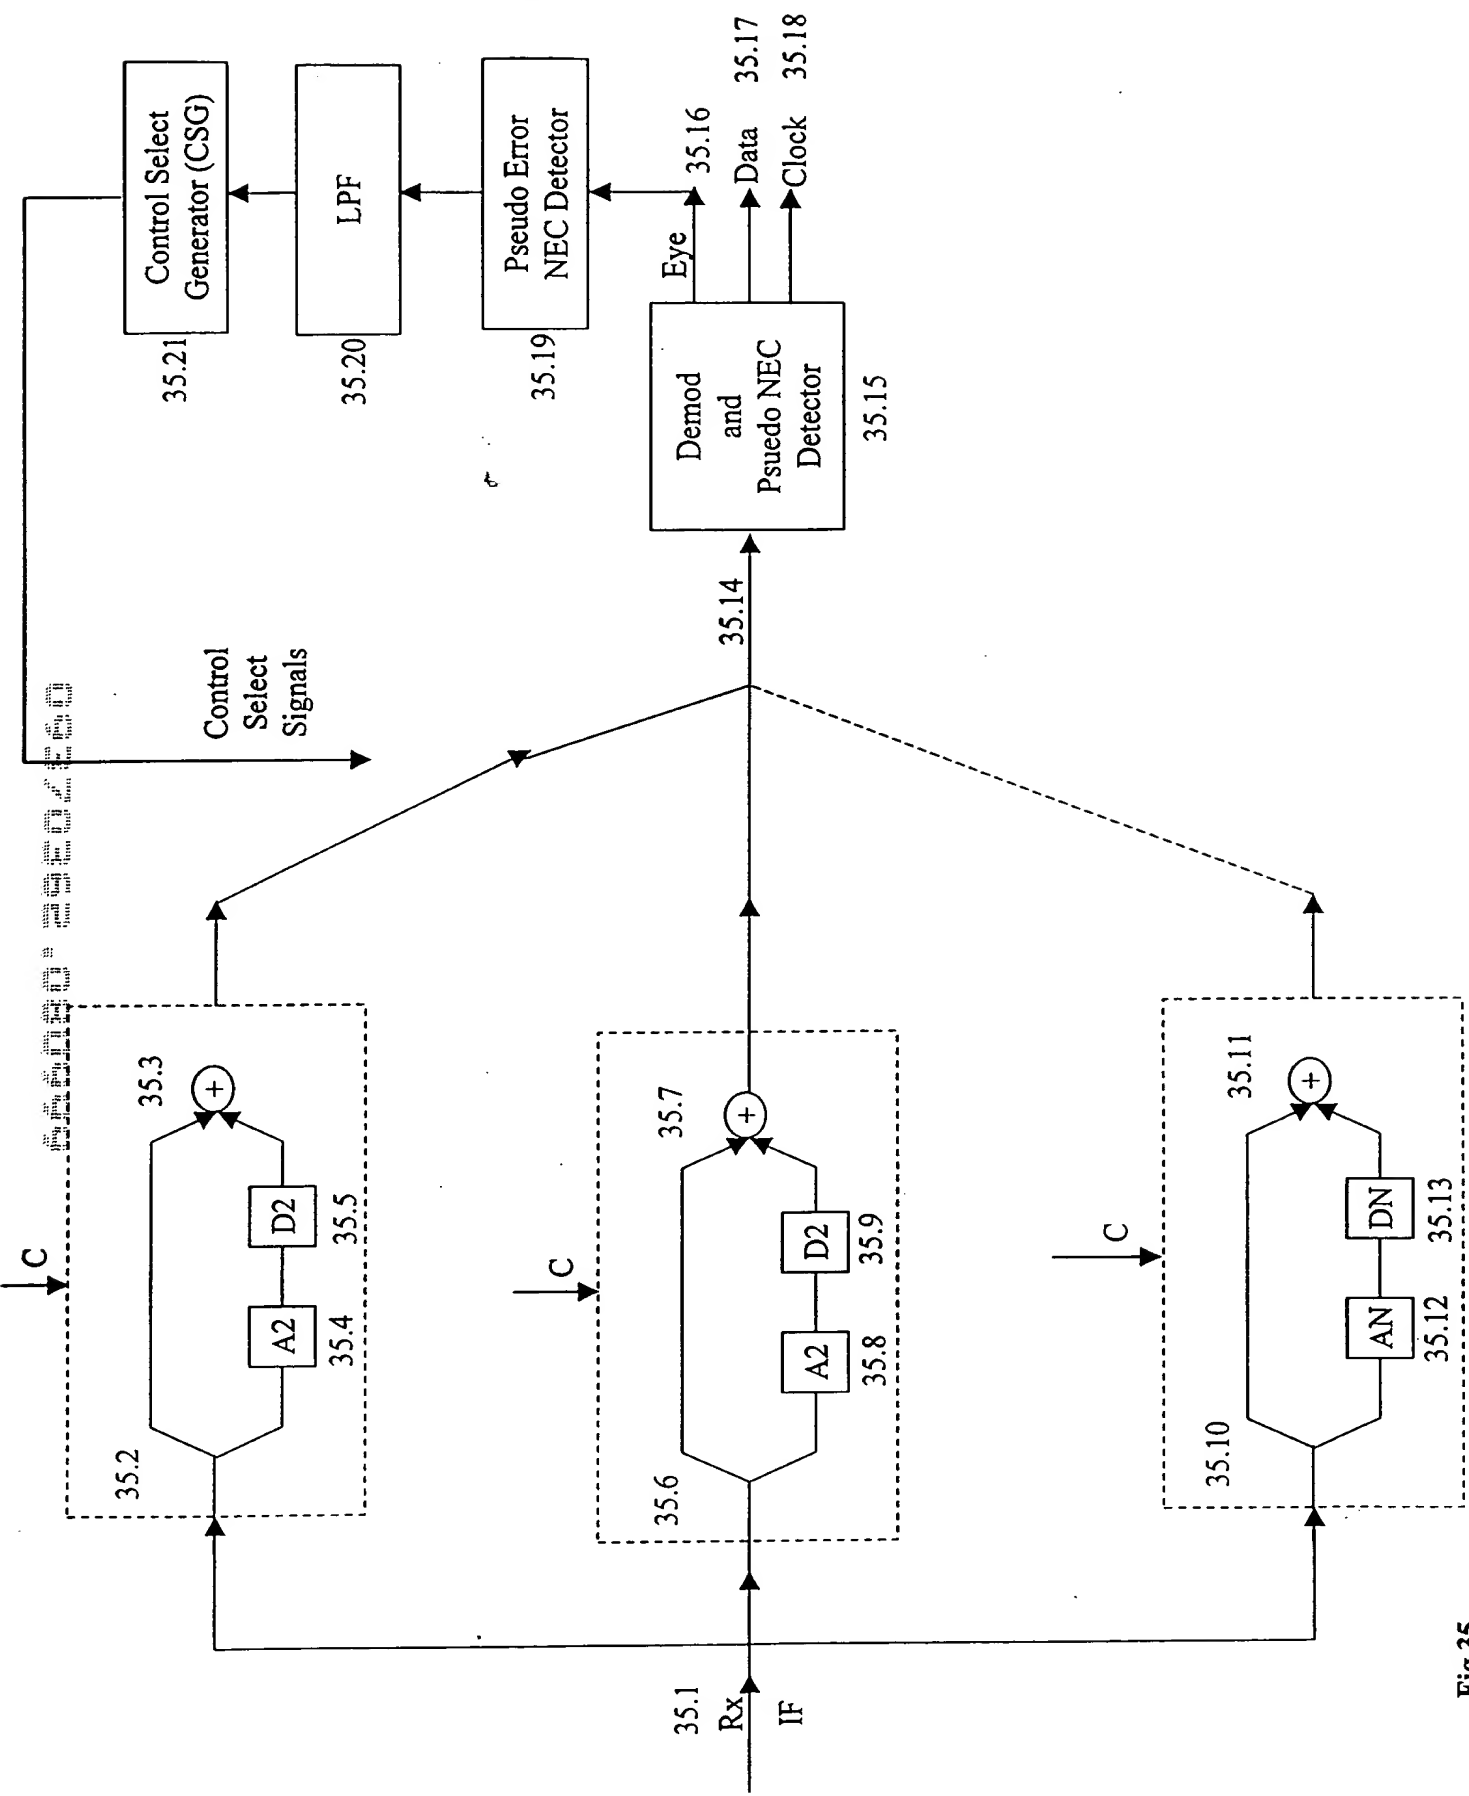 Control Select
Generator (CSG)
35.21
LPF
35.20
Pseudo Error
NEC Detector
35.19
Eye
35.16
Data
35.17
Clock
35.18
Demod
and
Psuedo NEC
Detector
35.15
35.14
Control
Select
Signals
C
35.2
35.3
A2
35.4
D2
35.5
C
35.6
35.7
A2
35.8
D2
35.9
C
35.10
35.11
AN
35.12
DN
35.13
35.1
Rx
IF
Fig 35